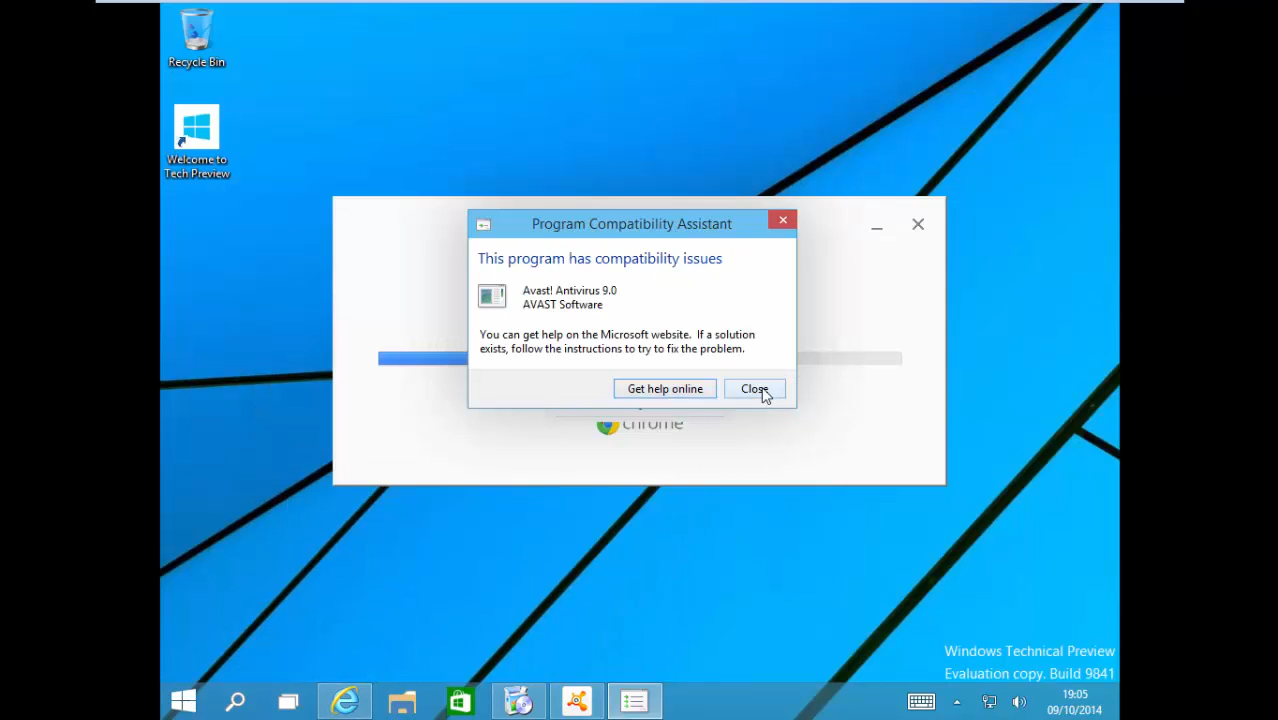 Recycle Bin
Welcome to
Tech Preview
Program Compatibility Assistant
This program has compatibility issues
Avast! Antivirus 9.0
AVAST Software
You can get help on the Microsoft website. If a solution
exists, follow the instructions to try to fix the problem.
Get help online
Close
chrome
Windows Technical Preview
Evaluation copy. Build 9841
19:05
09/10/2014